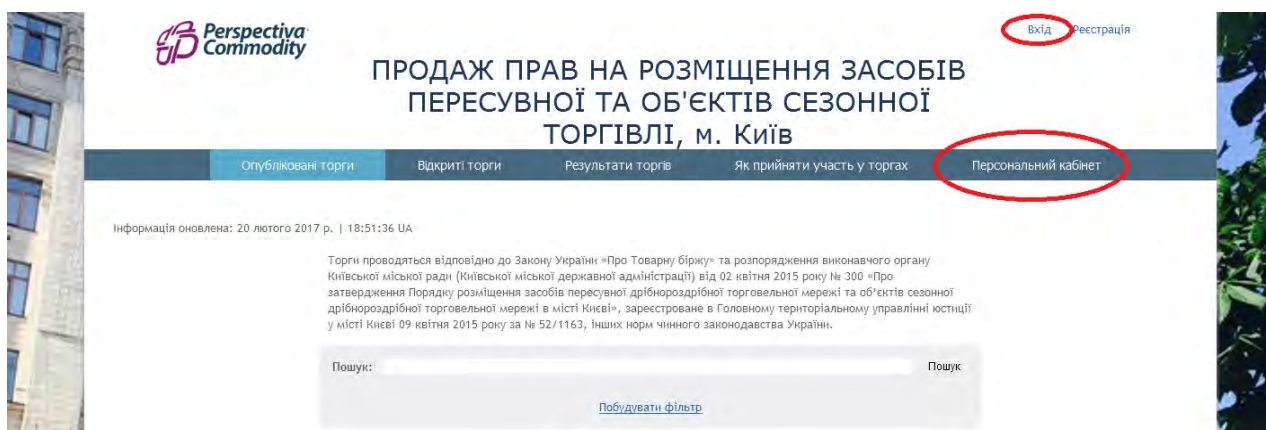 Perspectiva
Commodity
Вхід Реєстрація
ПРОДАЖ ПРАВ НА РОЗМІЩЕННЯ ЗАСОБІВ
ПЕРЕСУВНОЇ ТА ОБ'ЄКТІВ СЕЗОННОЇ
ТОРГІВЛІ, м. Київ
Опубліковані торги Відкриті торги Результати торгів Як прийняти участь у торгах Персональний кабінет
Інформація оновлена: 20 лютого 2017 р. | 18:51:36 UA
Торги проводяться відповідно до Закону України «Про Товарну біржу» та розпорядження виконавчого органу
Київської міської ради (Київської міської державної адміністрації) від 02 квітня 2015 року № 300 «Про
затвердження Порядку розміщення засобів пересувної дрібнороздрібної торговельної мережі та об'єктів сезонної
дрібнороздрібної торговельної мережі в місті Києві», зареєстроване в Головному територіальному управлінні юстиції
у місті Києві 09 квітня 2015 року за № 52/1163, інших норм чинного законодавства України.
Пошук: Пошук
Побудувати фільтр